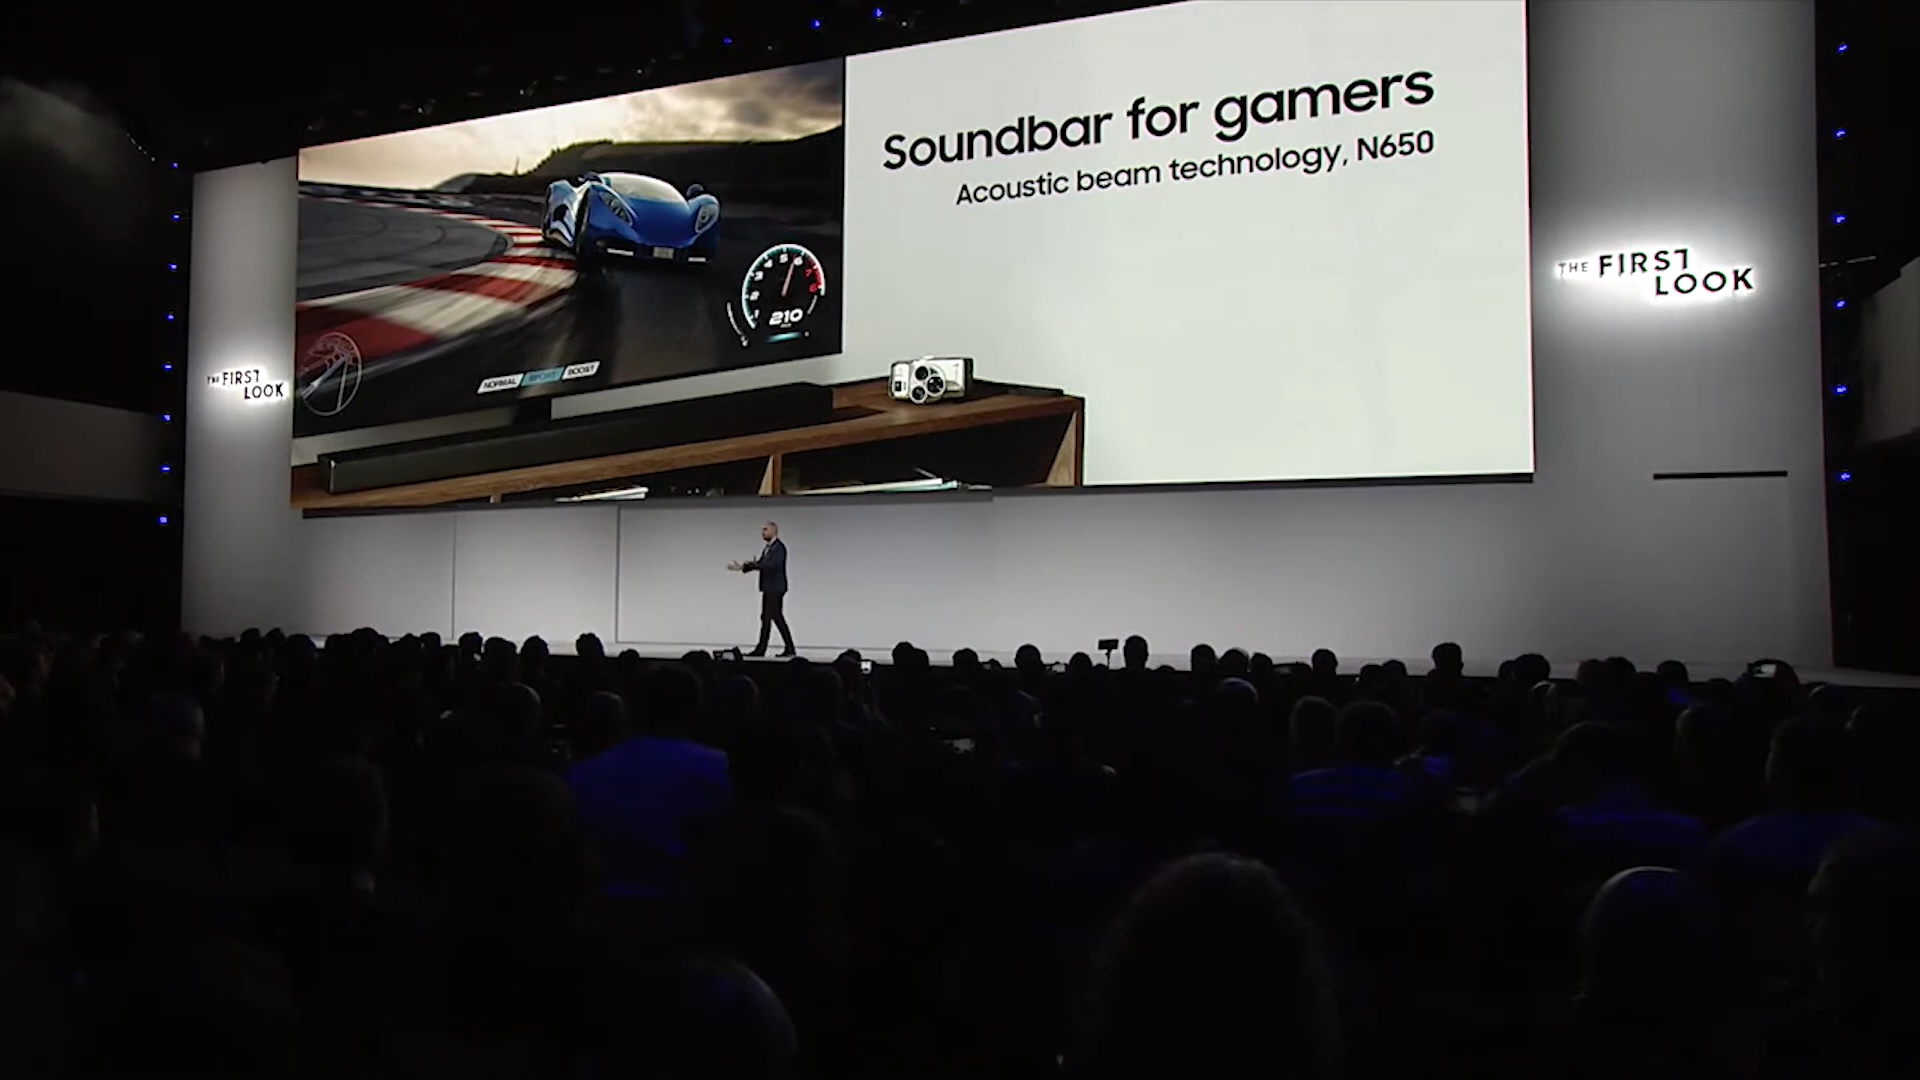 Soundbar for gamers
Acoustic beam technology, N650
THE FIRST
LOOK
THE FIRST
LOOK
210
NORMAL SPORT BOOST